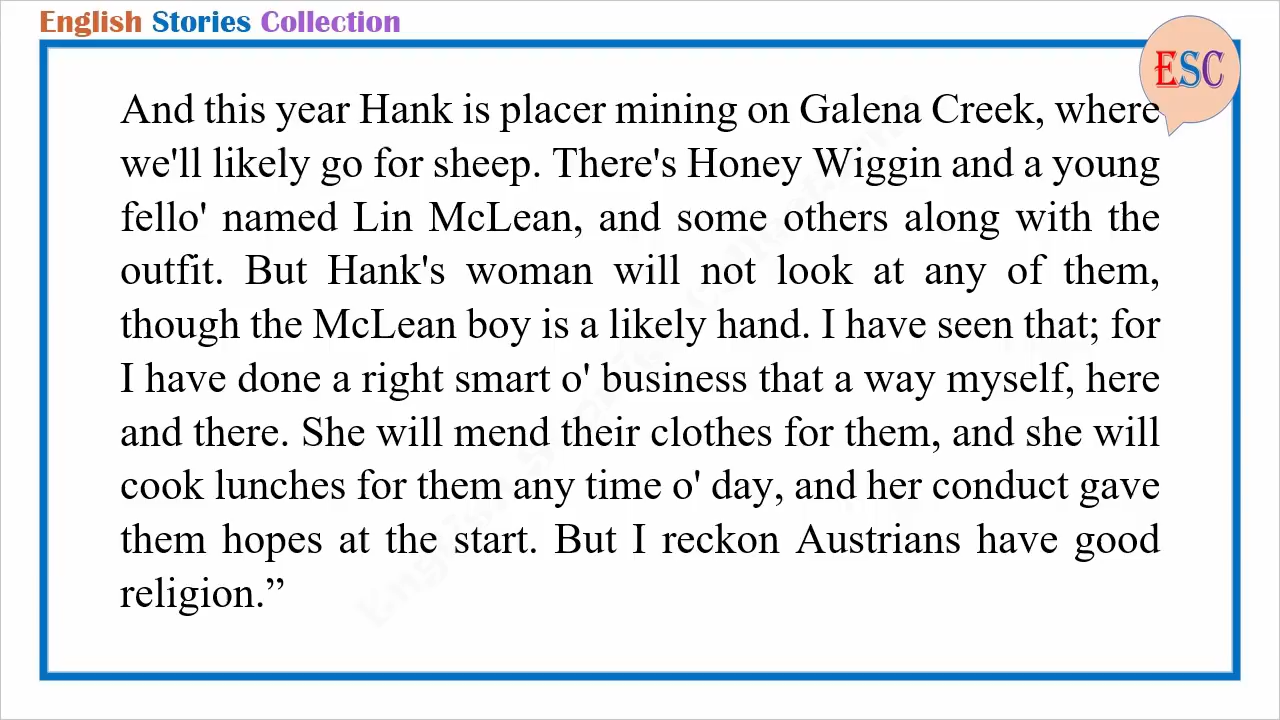 English Stories Collection
ESC
And this year Hank is placer mining on Galena Creek, where
we'll likely go for sheep. There's Honey Wiggin and a young
fello' named Lin McLean, and some others along with the
outfit. But Hank's woman will not look at any of them,
though the McLean boy is a likely hand. I have seen that; for
I have done a right smart o' business that a way myself, here
and there. She will mend their clothes for them, and she will
cook lunches for them any time o' day, and her conduct gave
them hopes at the start. But I reckon Austrians have good
religion.”